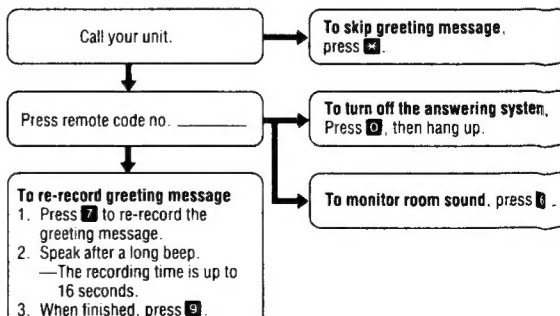 Call your unit.
To skip greeting message,
press *.
Press remote code no. ________
To turn off the answering system,
Press 0, then hang up.
To re-record greeting message
1. Press 7 to re-record the
greeting message.
2. Speak after a long beep.
—The recording time is up to
16 seconds.
3. When finished, press 9.
To monitor room sound, press 6.